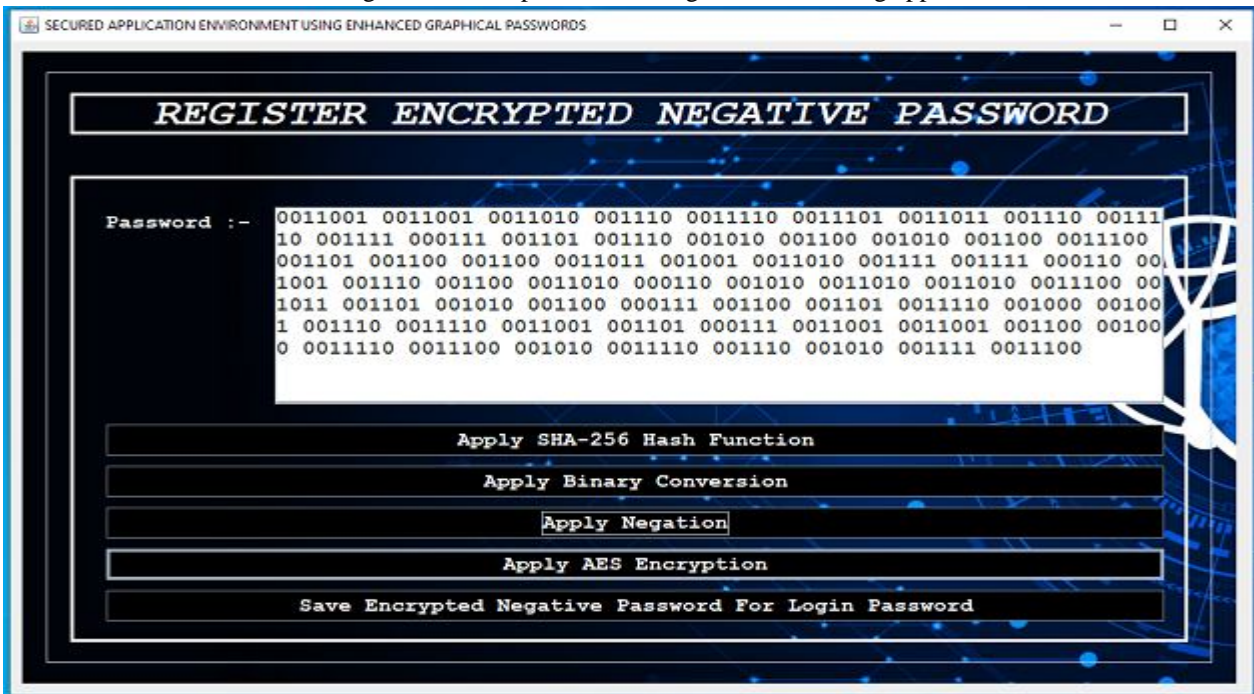 SECURED APPLICATION ENVIRONMENT USING ENHANCED GRAPHICAL PASSWORDS
REGISTER ENCRYPTED NEGATIVE PASSWORD
Password :-
0011001 0011001 0011010 001110 0011110 0011101 0011011 001110 00111
10 001111 000111 001101 001110 001010 001100 001010 001100 0011100
001101 001100 001100 0011011 001001 0011010 001111 001111 000110 00
1001 001110 001100 0011010 000110 001010 0011010 0011010 0011100 00
1011 001101 001010 001100 000111 001100 001101 0011110 001000 00100
1 001110 0011110 0011001 001101 000111 0011001 0011001 001100 00100
0 0011110 0011100 001010 0011110 001110 001010 001111 0011100
Apply SHA-256 Hash Function
Apply Binary Conversion
Apply Negation
Apply AES Encryption
Save Encrypted Negative Password For Login Password